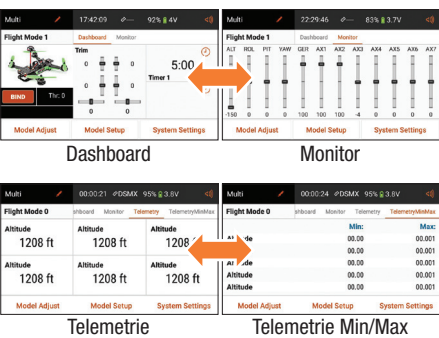 Multi 17:42:09 92% 4V
Flight Mode 1 Dashboard Monitor
Trim
0 0
5:00
Timer 1
BIND Thr: 0
0 0
Model Adjust Model Setup System Settings
Dashboard
Multi 22:29:46 83% 3.7V
Flight Mode 1 Dashboard Monitor
ALT ROL PIT YAW GER AX1 AX2 AX3 AX4 AX5 AX6 AX7
-150 0 0 0 100 100 100 -4 0 0 0 0
Model Adjust Model Setup System Settings
Monitor
Multi 00:00:21 DSMX 95% 3.8V
Flight Mode 0 shboard Monitor Telemetry TelemetryMinMax
Altitude Altitude Altitude
1208 ft 1208 ft 1208
Altitude Altitude Altitude
1208 ft 1208 ft 1208 ft
Model Adjust Model Setup System Settings
Telemetrie
Multi 00:00:24 DSMX 95% 3.8V
Flight Mode 0 shboard Monitor Telemetry TelemetryMinMax
Min: Max:
00.00 00.001
Altitude 00.00 00.001
Altitude 00.00 00.001
Altitude 00.00 00.001
Altitude 00.00 00.001
Model Adjust Model Setup System Settings
Telemetrie Min/Max